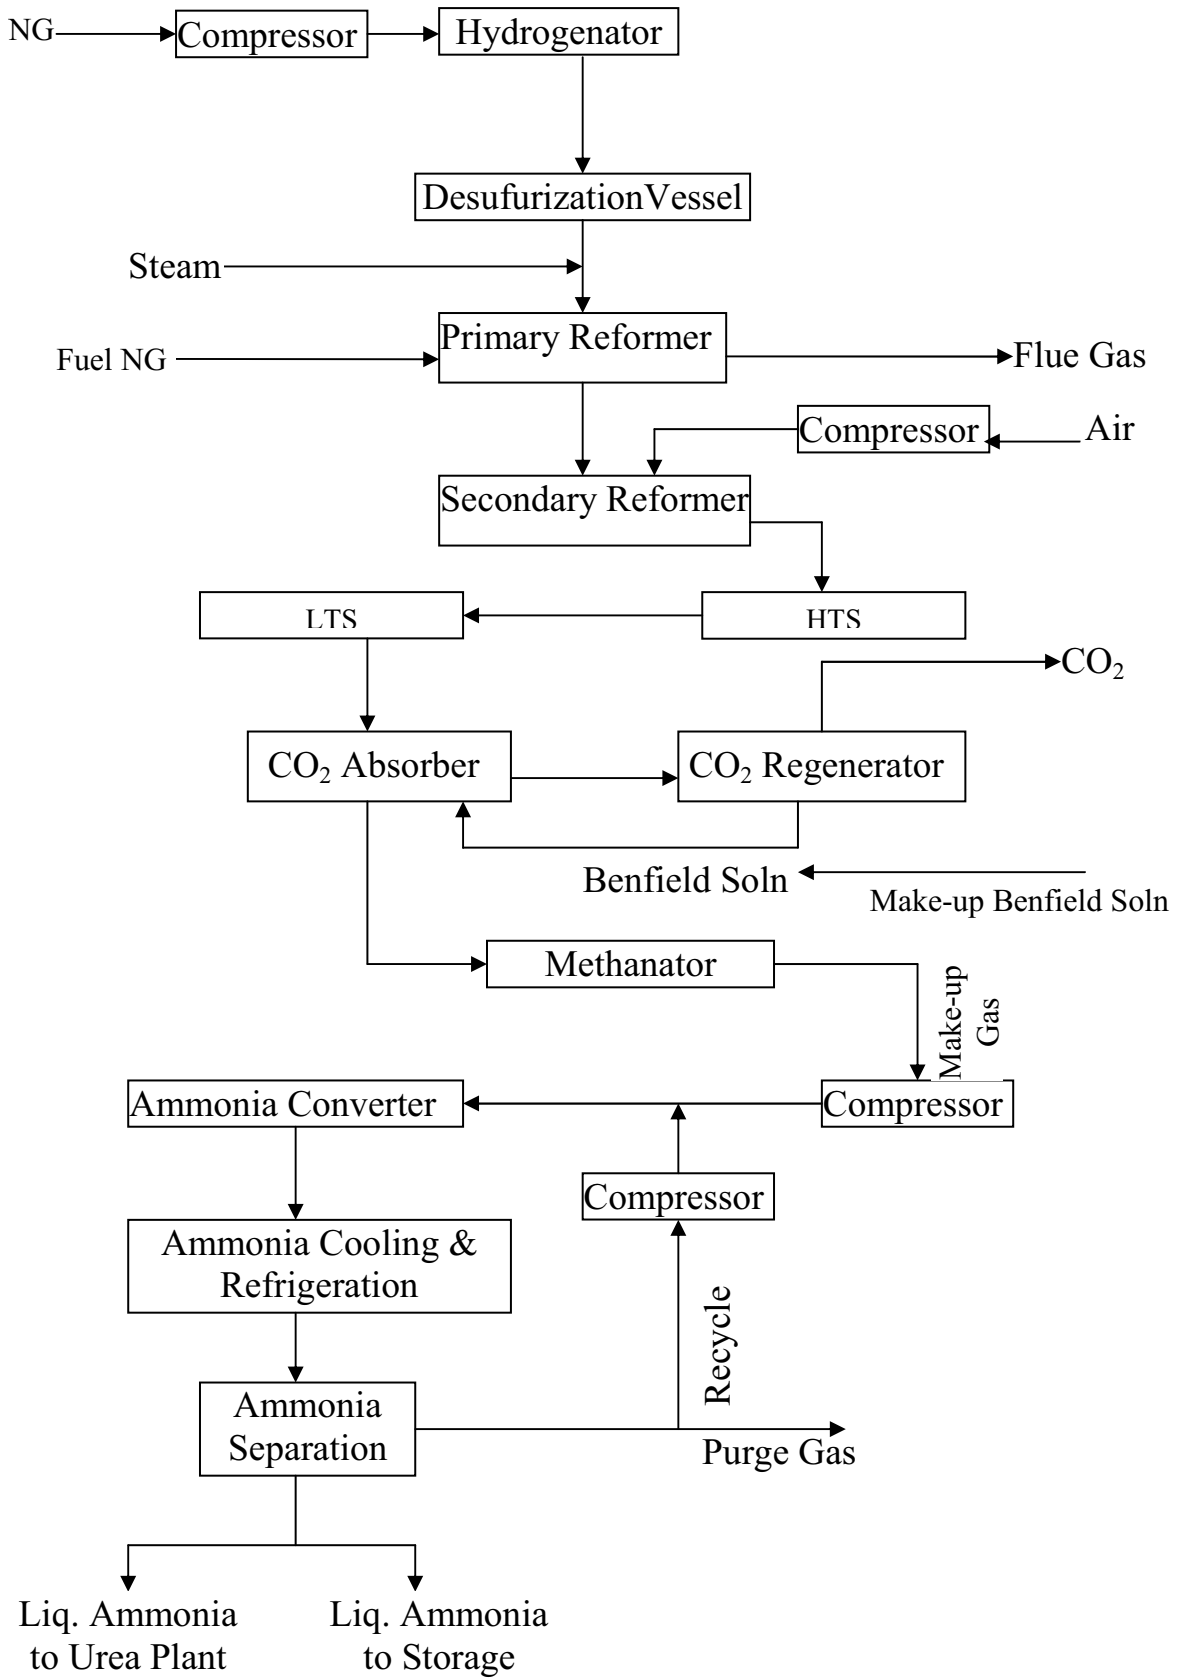 NG
Compressor
Hydrogenator
DesufurizationVessel
Steam
Primary Reformer
Fuel NG
Flue Gas
Compressor
Air
Secondary Reformer
LTS
HTS
CO₂
CO₂ Absorber
CO₂ Regenerator
Benfield Soln
Make-up Benfield Soln
Methanator
Make-up
Gas
Ammonia Converter
Compressor
Compressor
Ammonia Cooling &
Refrigeration
Recycle
Ammonia
Separation
Purge Gas
Liq. Ammonia
to Urea Plant
Liq. Ammonia
to Storage